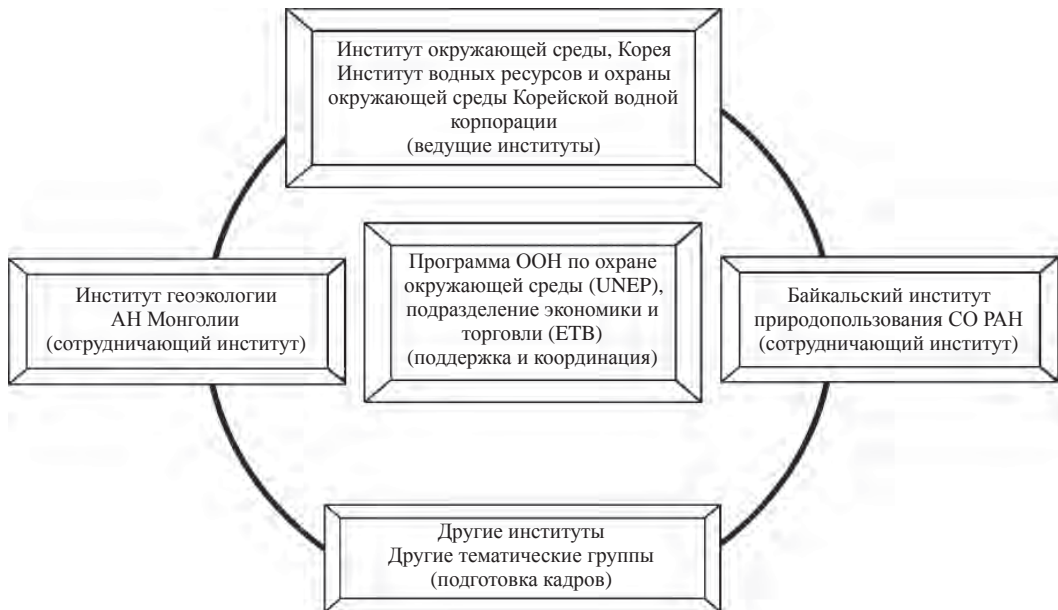 Институт окружающей среды, Корея
Институт водных ресурсов и охраны
окружающей среды Корейской водной
корпорации
(ведущие институты)
Институт геоэкологии
АН Монголии
(сотрудничающий институт)
Программа ООН по охране
окружающей среды (UNEP),
подразделение экономики и
торговли (ETB)
(поддержка и координация)
Байкальский институт
природопользования СО РАН
(сотрудничающий институт)
Другие институты
Другие тематические группы
(подготовка кадров)